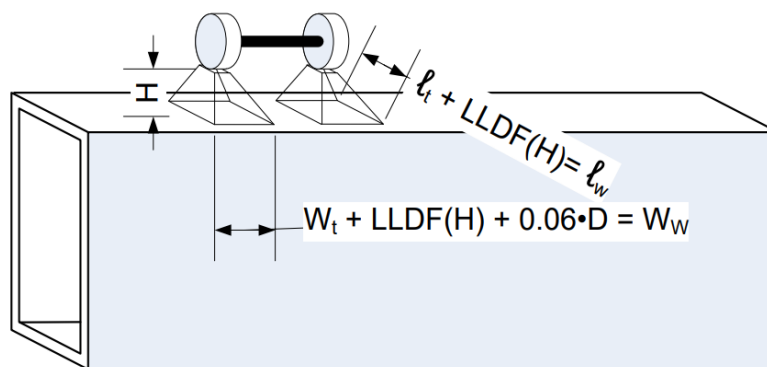 H
ℓt + LLDF(H)= ℓw
Wt + LLDF(H) + 0.06•D = WW